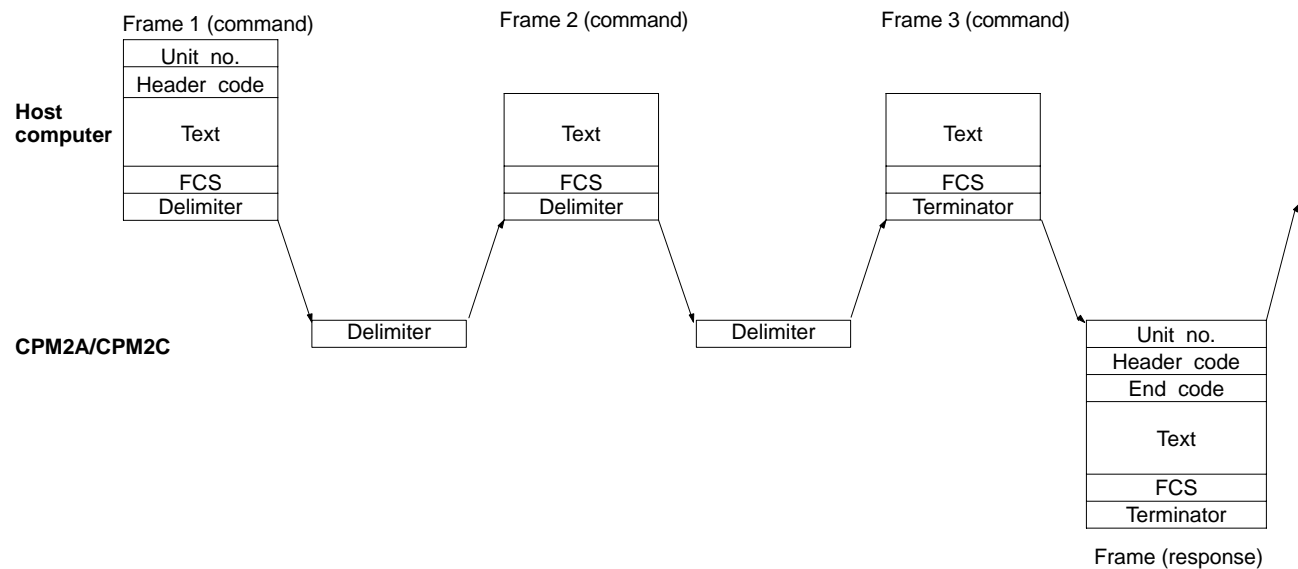 Frame 1 (command)
Frame 2 (command)
Frame 3 (command)
Host
computer
Unit no.
Header code
Text
FCS
Delimiter
Text
FCS
Delimiter
Text
FCS
Terminator
CPM2A/CPM2C
Delimiter
Delimiter
Unit no.
Header code
End code
Text
FCS
Terminator
Frame (response)